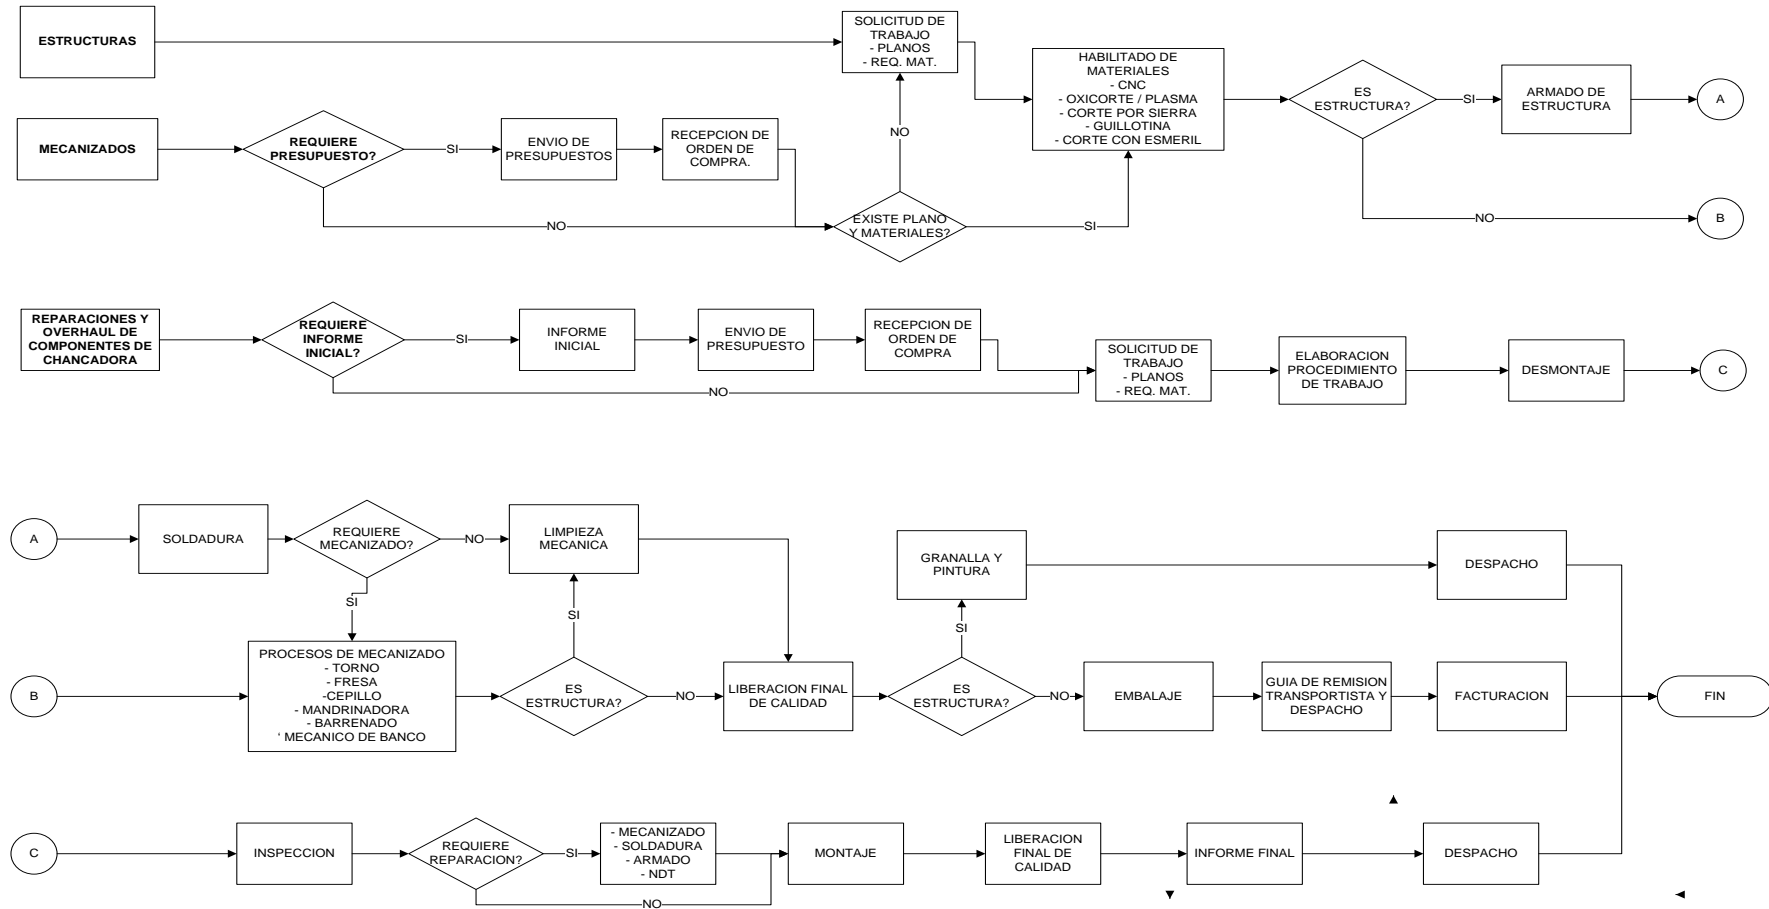 ESTRUCTURAS
SOLICITUD DE
TRABAJO
- PLANOS
- REQ. MAT.
HABILITADO DE
MATERIALES
- CNC
- OXICORTE / PLASMA
- CORTE POR SIERRA
- GUILLOTINA
- CORTE CON ESMERIL
ES
ESTRUCTURA?
SI
ARMADO DE
ESTRUCTURA
A
MECANIZADOS
REQUIERE
PRESUPUESTO?
SI
ENVIO DE
PRESUPUESTOS
RECEPCION DE
ORDEN DE
COMPRA.
NO
NO
EXISTE PLANO
Y MATERIALES?
SI
NO
B
REPARACIONES Y
OVERHAUL DE
COMPONENTES DE
CHANCADORA
REQUIERE
INFORME
INICIAL?
SI
INFORME
INICIAL
ENVIO DE
PRESUPUESTO
RECEPCION DE
ORDEN DE
COMPRA
NO
SOLICITUD DE
TRABAJO
- PLANOS
- REQ. MAT.
ELABORACION
PROCEDIMIENTO
DE TRABAJO
DESMONTAJE
C
A
SOLDADURA
REQUIERE
MECANIZADO?
NO
LIMPIEZA
MECANICA
GRANALLA Y
PINTURA
DESPACHO
SI
SI
SI
B
PROCESOS DE MECANIZADO
- TORNO
- FRESA
-CEPILLO
- MANDRINADORA
- BARRENADO
' MECANICO DE BANCO
ES
ESTRUCTURA?
NO
LIBERACION FINAL
DE CALIDAD
ES
ESTRUCTURA?
NO
EMBALAJE
GUIA DE REMISION
TRANSPORTISTA Y
DESPACHO
FACTURACION
FIN
C
INSPECCION
REQUIERE
REPARACION?
SI
- MECANIZADO
- SOLDADURA
- ARMADO
- NDT
NO
MONTAJE
LIBERACION
FINAL DE
CALIDAD
INFORME FINAL
DESPACHO